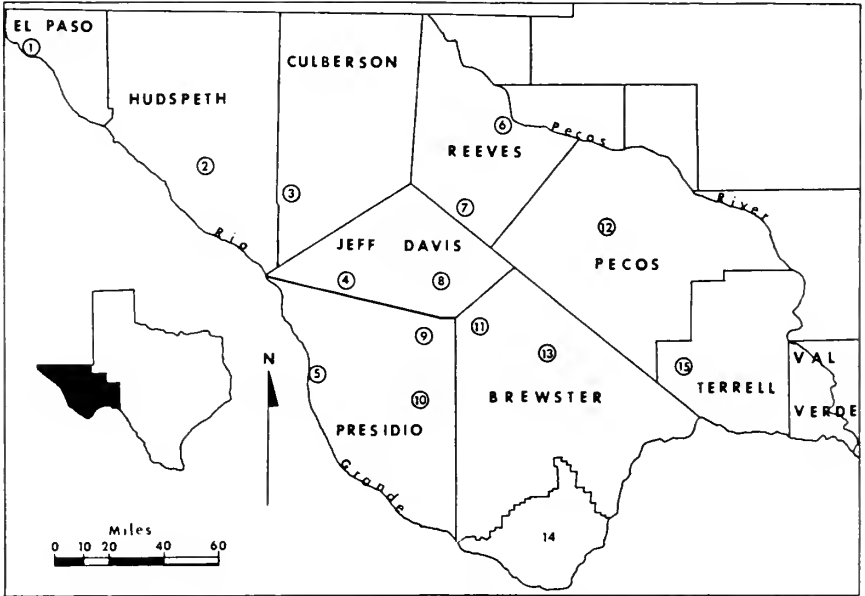 EL PASO
1
HUDSPETH
2
CULBERSON
3
REEVES
6
7
Pecos
River
JEFF DAVIS
4
8
12
PECOS
Rio
Grande
9
5
10
PRESIDIO
11
13
BREWSTER
15
TERRELL
VAL
VERDE
14
N
Miles
0 10 20 40 60